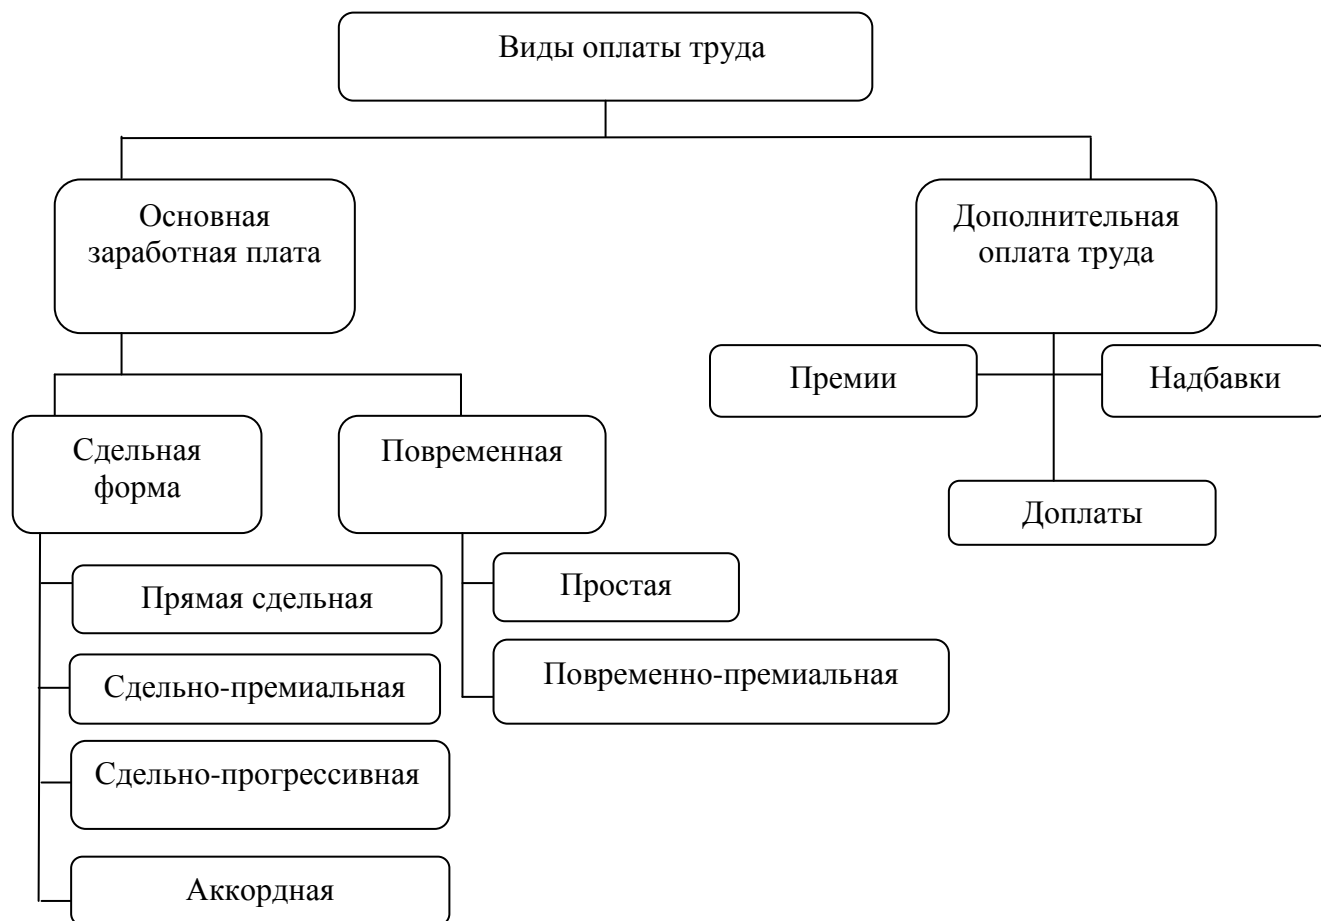 Виды оплаты труда
Основная
заработная плата
Дополнительная
оплата труда
Премии
Надбавки
Сдельная
форма
Повременная
Доплаты
Прямая сдельная
Простая
Сдельно-премиальная
Повременно-премиальная
Сдельно-прогрессивная
Аккордная